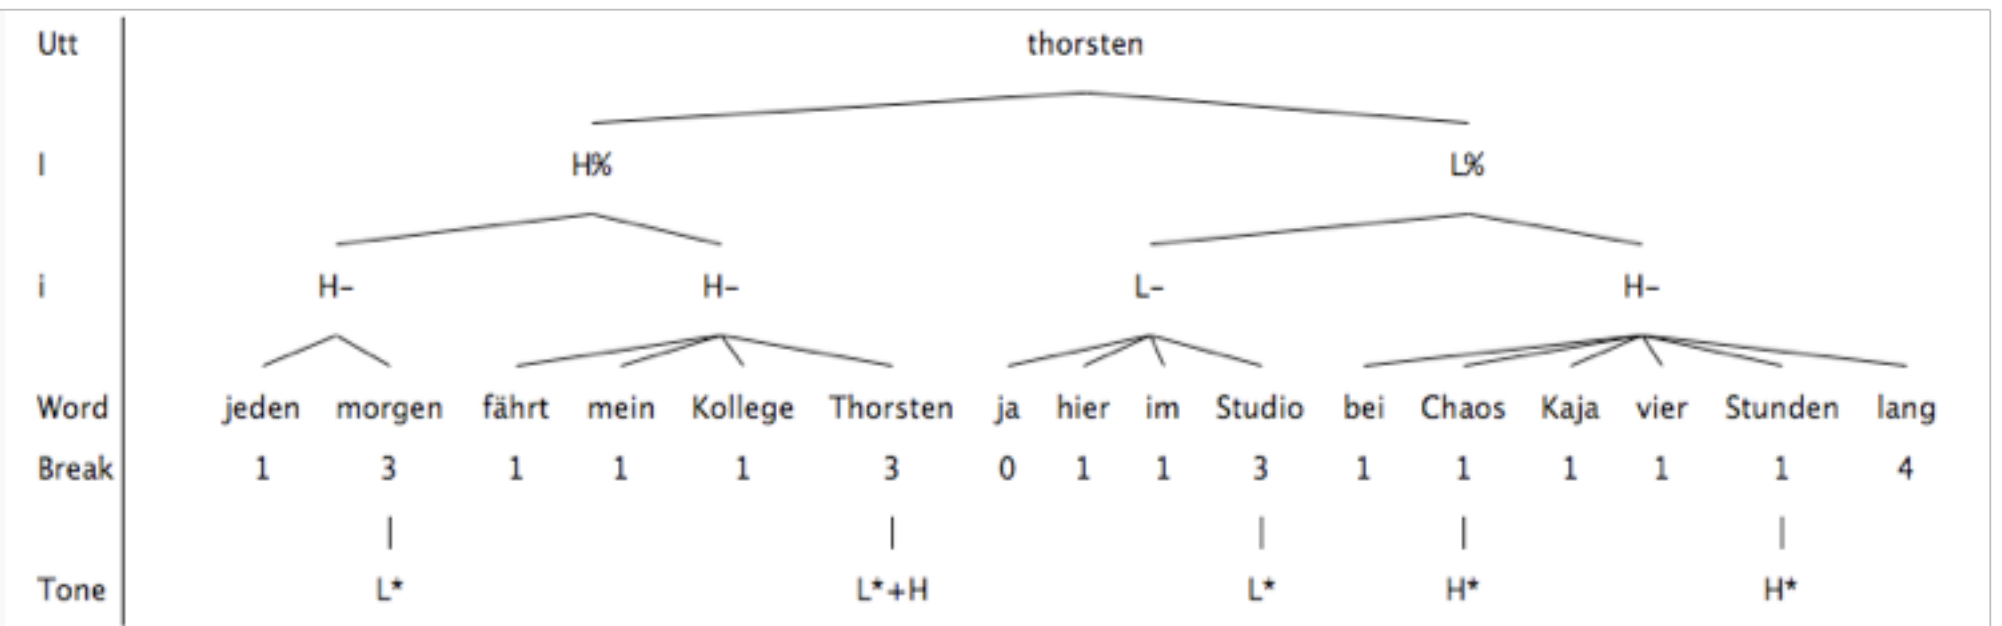 Utt thorsten
I H% L%
i H- H- L- H-
Word jeden morgen fährt mein Kollege Thorsten ja hier im Studio bei Chaos Kaja vier Stunden lang
Break 1 3 1 1 1 3 0 1 1 3 1 1 1 1 1 4
Tone L* L*+H L* H* H*